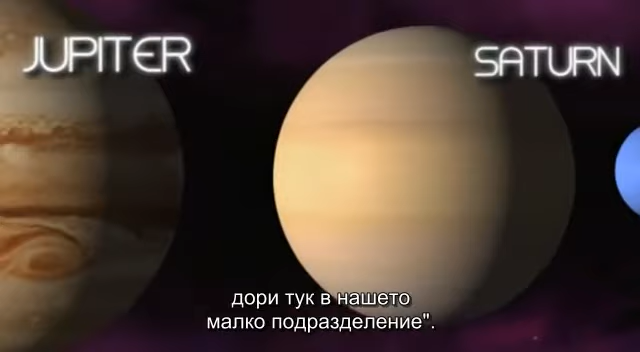 JUPITER
SATURN
дори тук в нашето
малко подразделение".